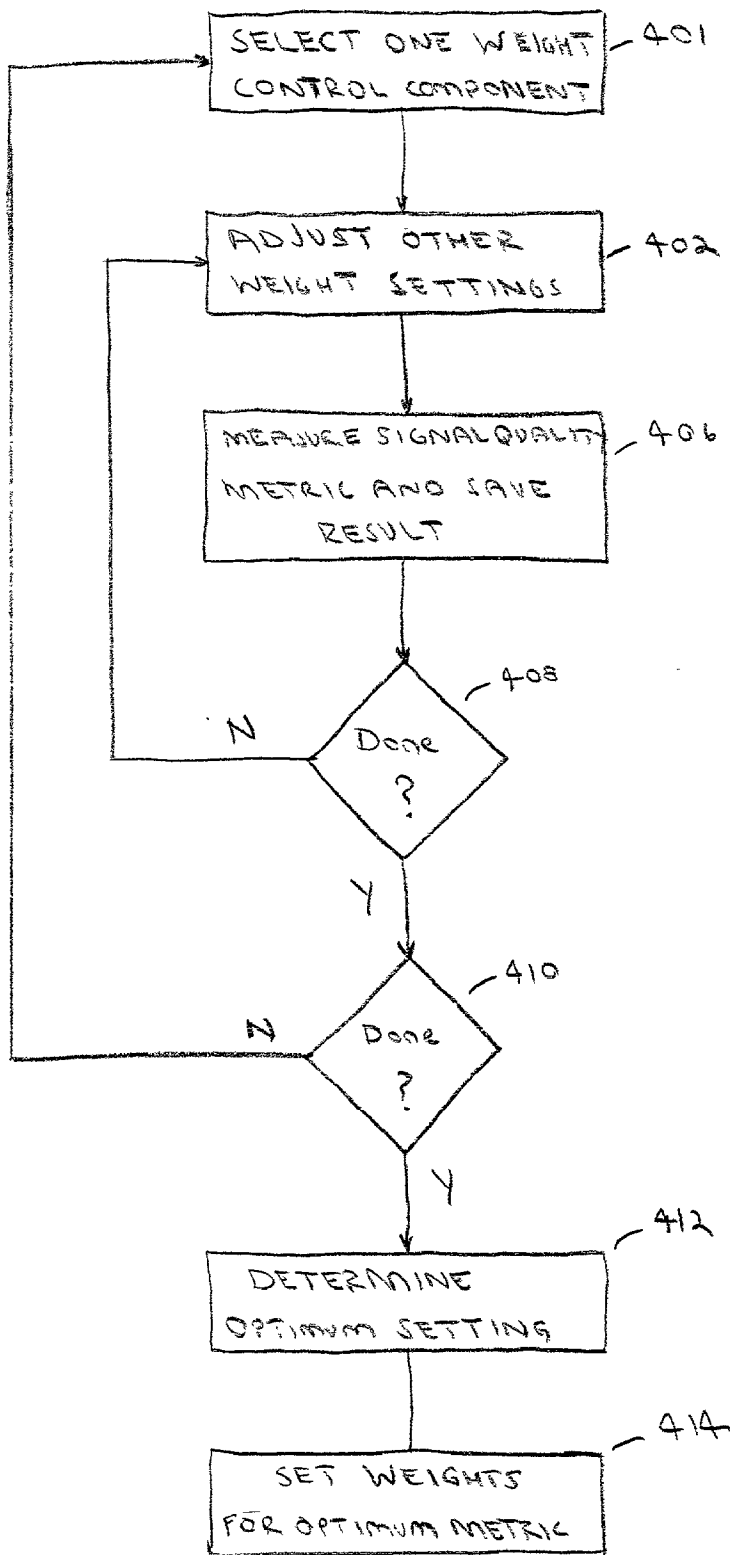 SELECT ONE WEIGHT
401
CONTROL COMPONENT
ADJUST OTHER
402
WEIGHT SETTINGS
MEASURE SIGNAL QUALITY
406
METRIC AND SAVE
RESULT
408
N
Done
?
Y
410
N
Done
?
Y
412
DETERMINE
OPTIMUM SETTING
414
SET WEIGHTS
FOR OPTIMUM METRIC